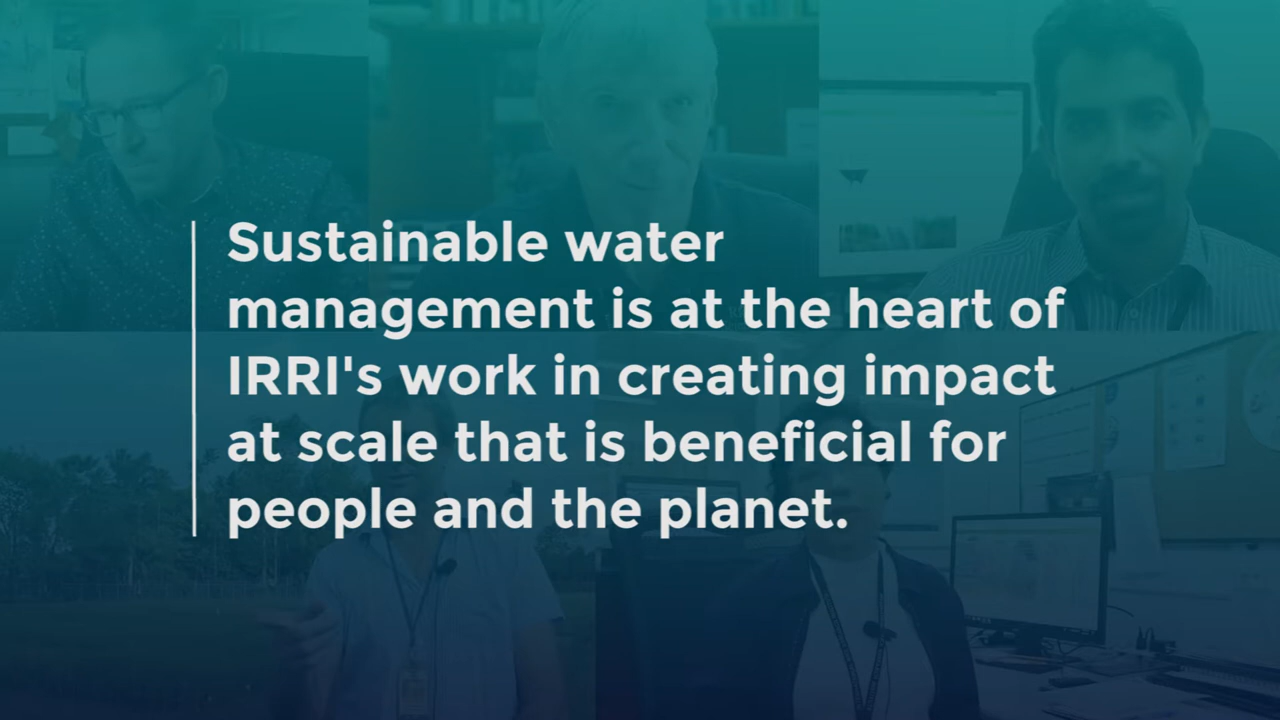 Sustainable water
management is at the heart of
IRRI's work in creating impact
at scale that is beneficial for
people and the planet.